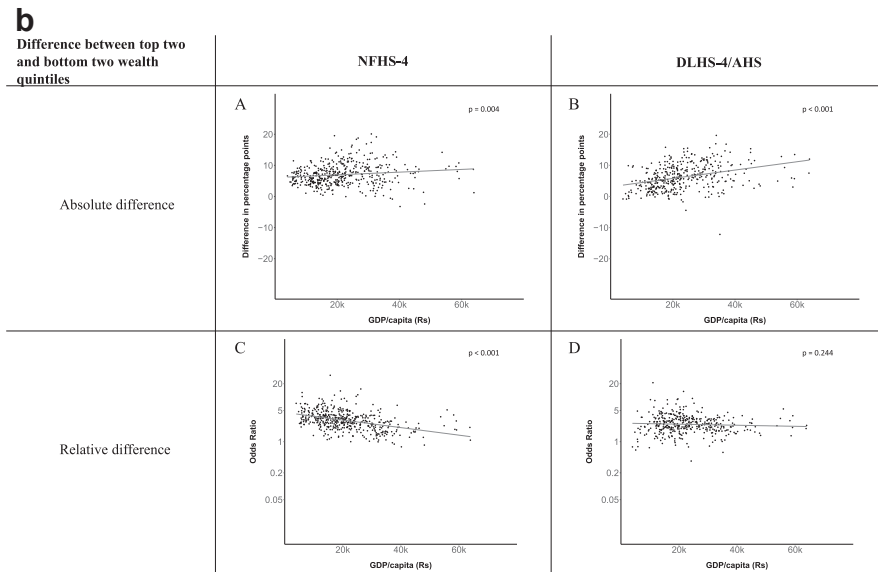 b
Difference between top two
and bottom two wealth
quintiles
NFHS-4
DLHS-4/AHS
Absolute difference
A
p = 0.004
Difference in percentage points
20
10
0
−10
−20
20k 40k 60k
GDP/capita (Rs)
B
p < 0.001
Difference in percentage points
20
10
0
−10
−20
20k 40k 60k
GDP/capita (Rs)
Relative difference
C
p < 0.001
Odds Ratio
20
5
1
0.2
0.05
20k 40k 60k
GDP/capita (Rs)
D
p = 0.244
Odds Ratio
20
5
1
0.2
0.05
20k 40k 60k
GDP/capita (Rs)